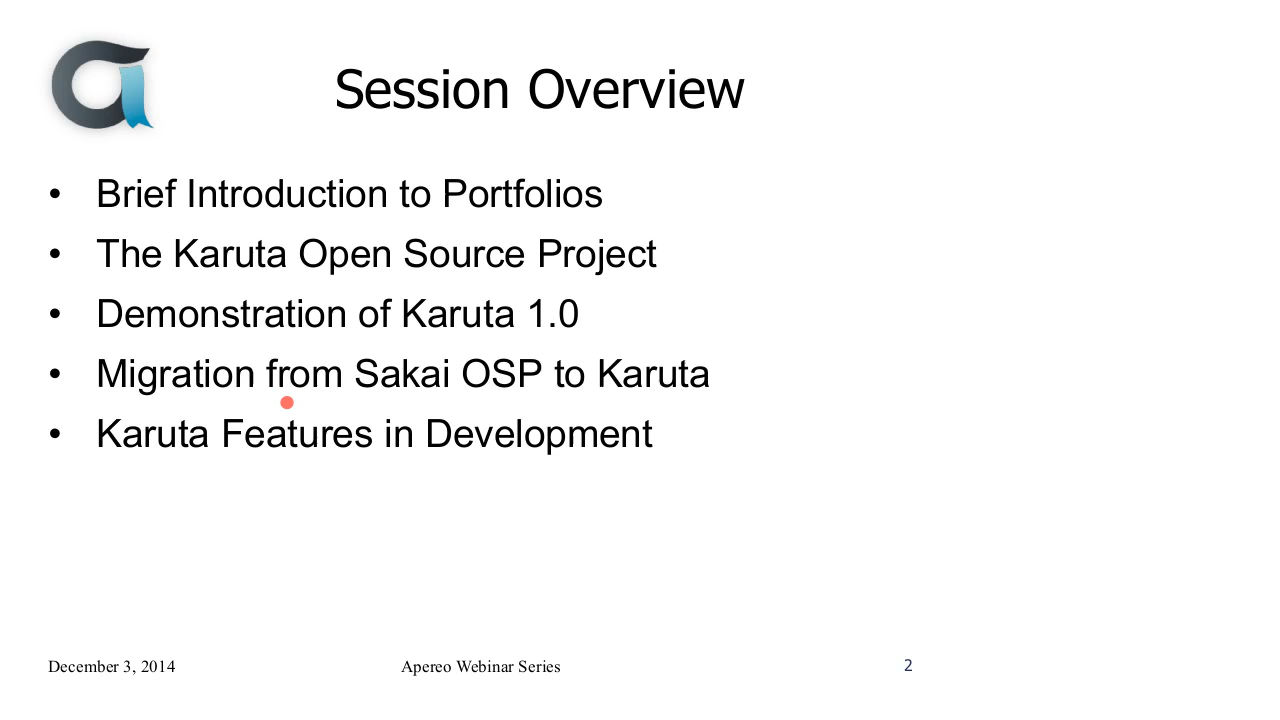 Session Overview
• Brief Introduction to Portfolios
• The Karuta Open Source Project
• Demonstration of Karuta 1.0
• Migration from Sakai OSP to Karuta
• Karuta Features in Development
December 3, 2014 Apereo Webinar Series 2